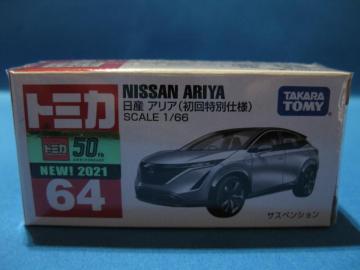 トミカ
NISSAN ARIYA
日産 アリア(初回特別仕様)
SCALE 1/66
TAKARA
TOMY
トミカ 50th
ANNIVERSARY
NEW! 2021
64
サスペンション